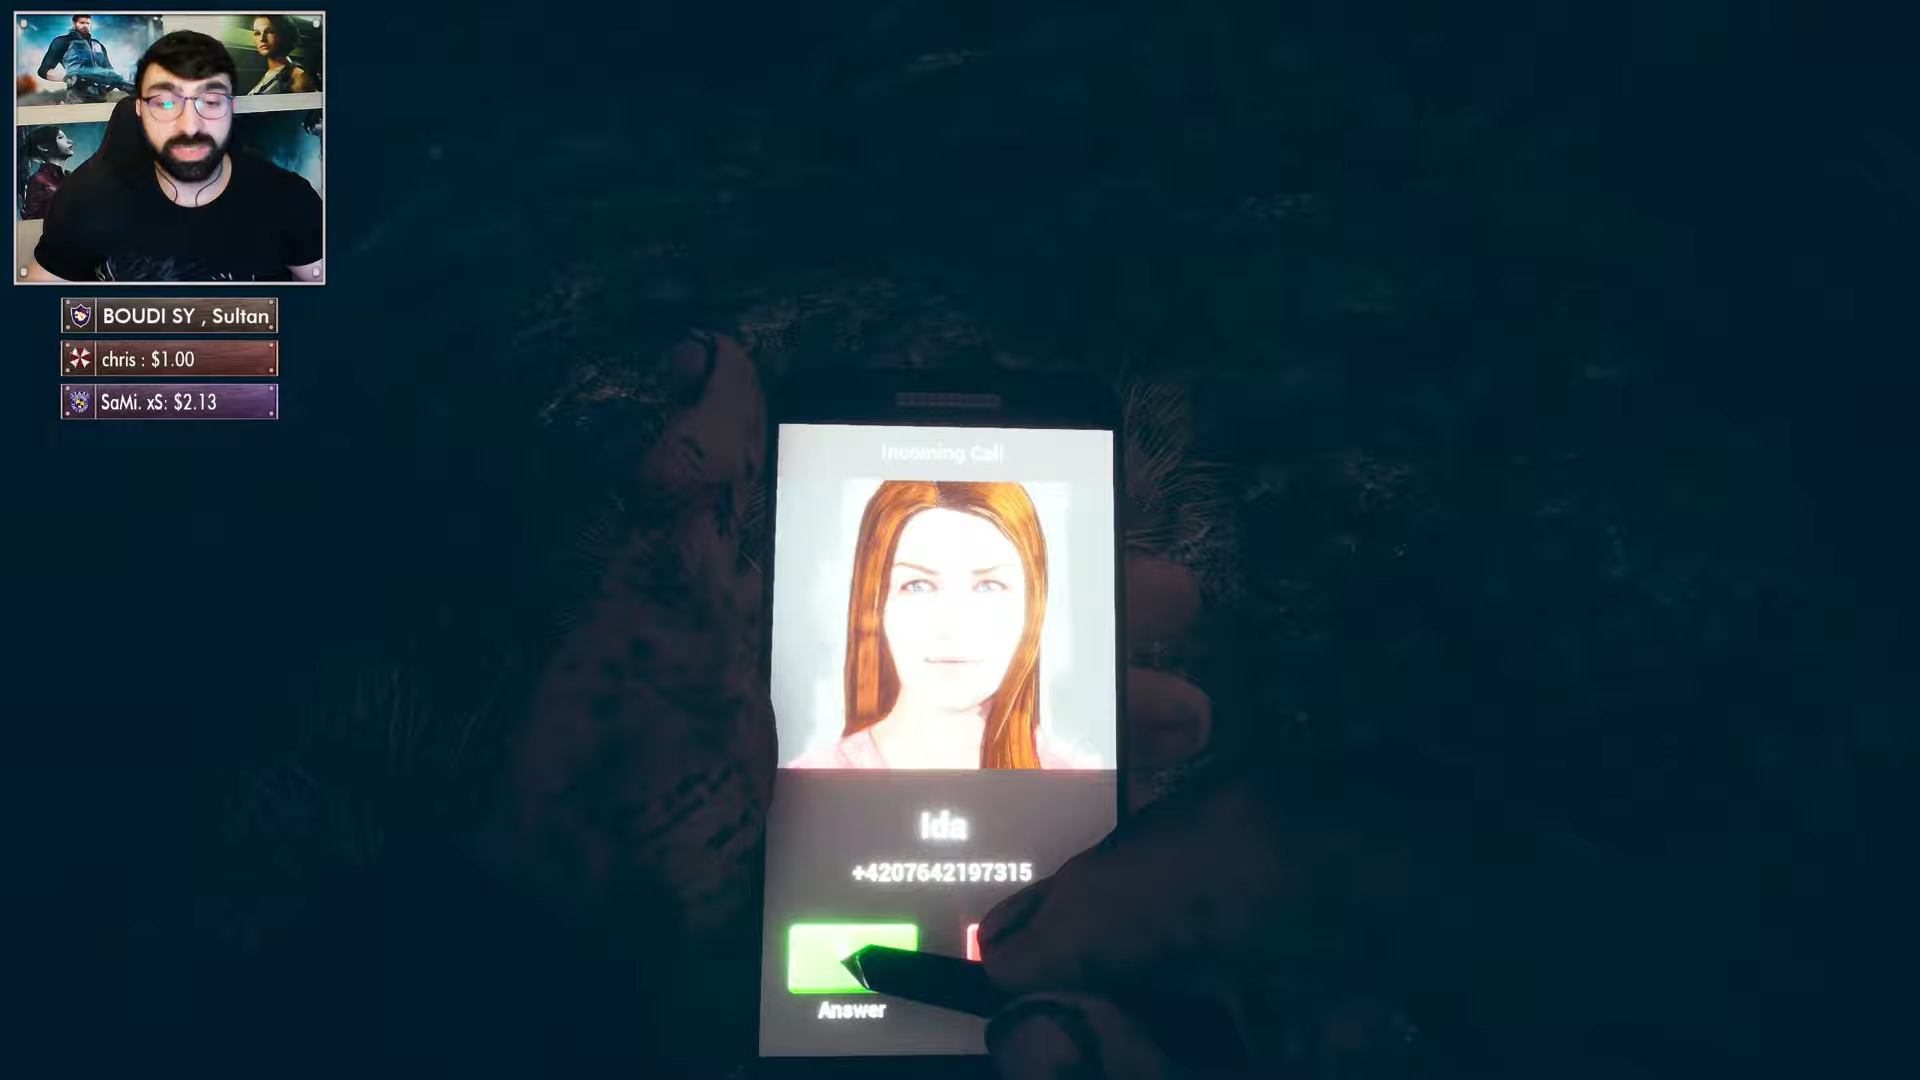 BOUDI SY , Sultan
chris : $1.00
SaMi. xS: $2.13
Incoming Call
Ida
+4207642197315
Answer